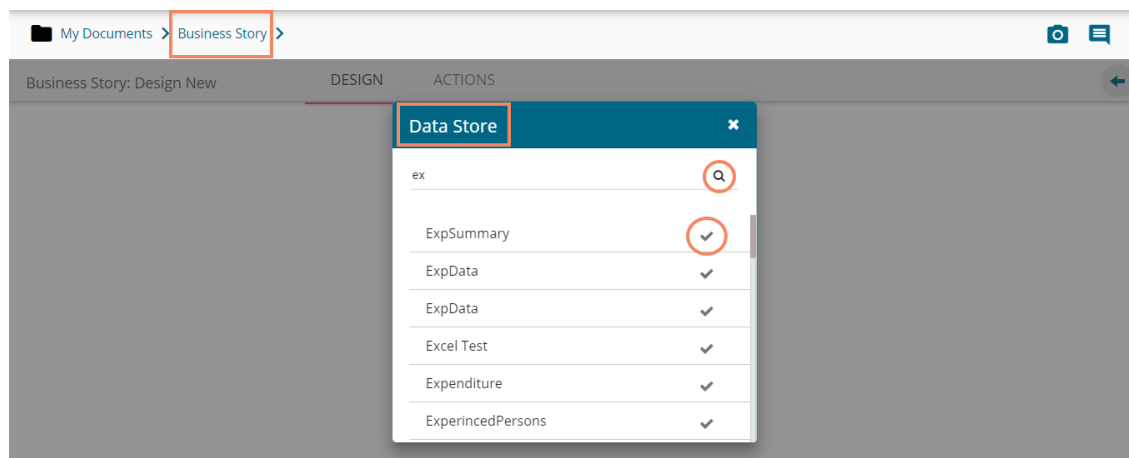 My Documents Business Story
Business Story: Design New DESIGN ACTIONS
Data Store
ex
ExpSummary
ExpData
ExpData
Excel Test
Expenditure
ExperincedPersons